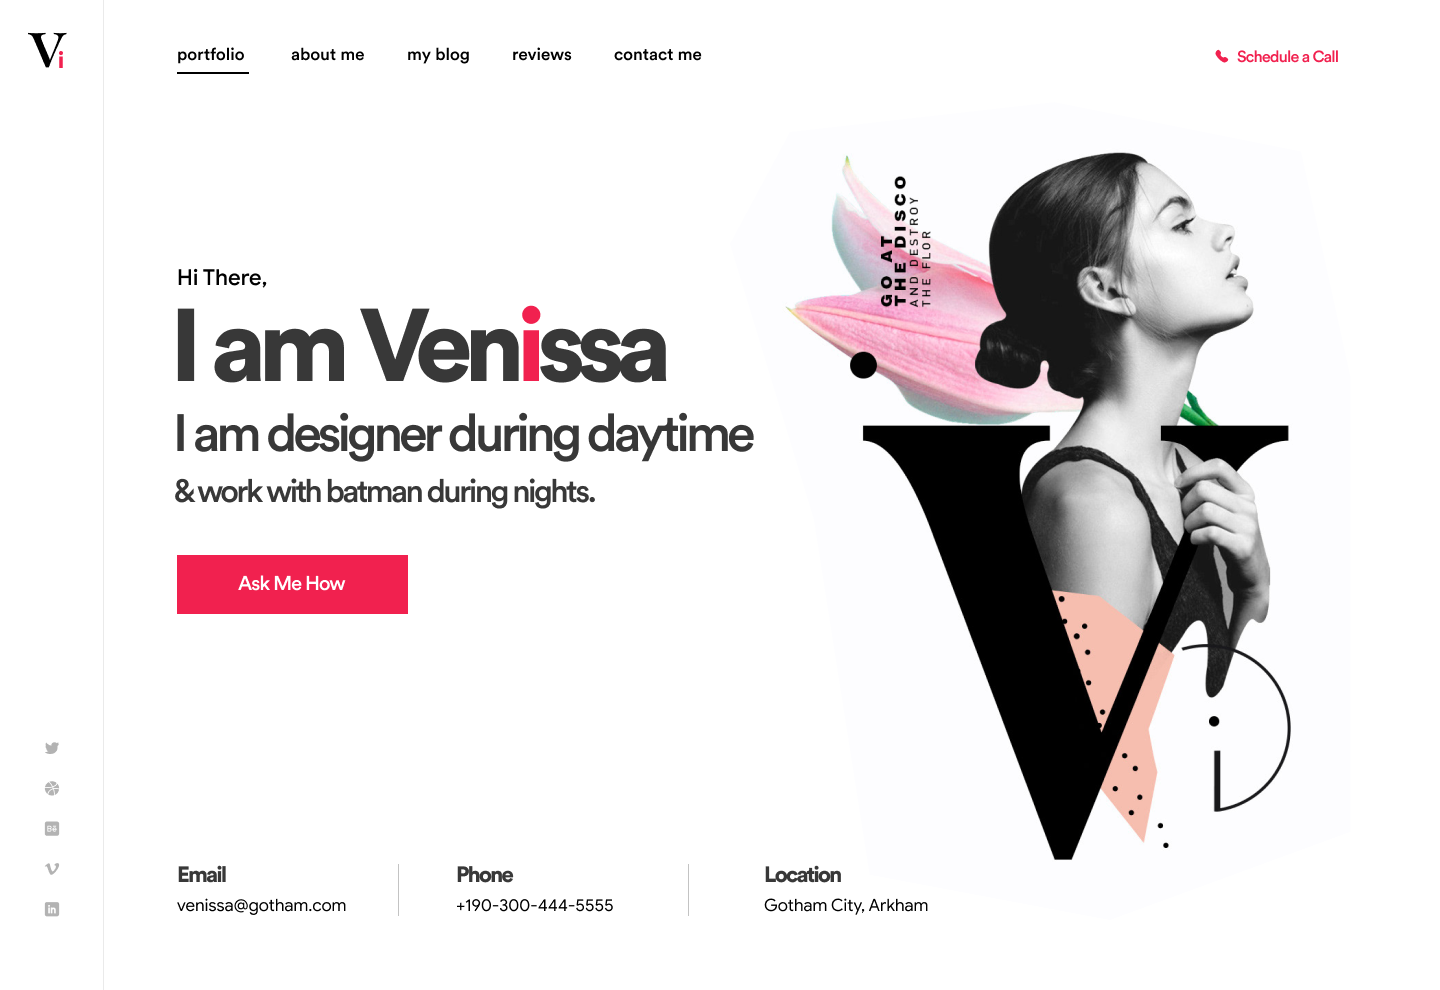 Vi
portfolio
about me
my blog
reviews
contact me
Schedule a Call
GO AT
THE DISCO
AND DESTROY
THE FLOR
Hi There,
I am Venissa
I am designer during daytime
& work with batman during nights.
Ask Me How
V
Email
venissa@gotham.com
Phone
+190-300-444-5555
Location
Gotham City, Arkham
Bē
in